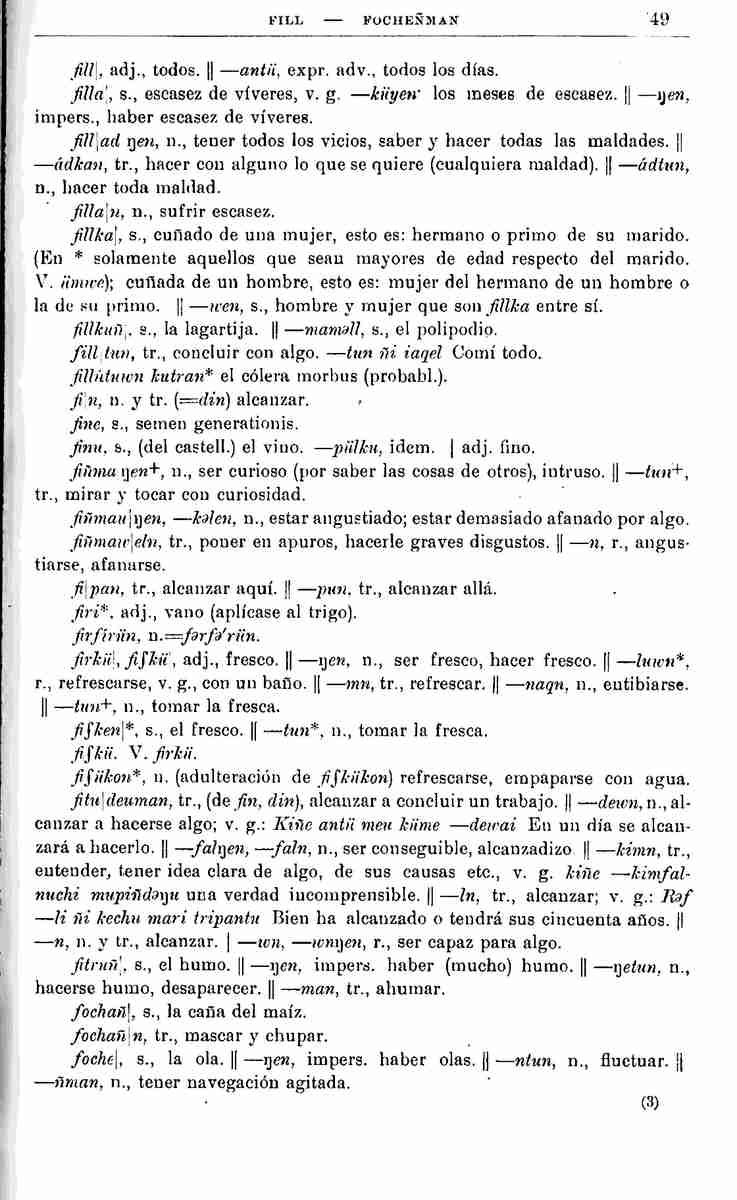 FILL — FOCHEÑMAN 49
fill|, adj., todos. || —antü, expr. adv., todos los días.
filla|, s., escasez de víveres, v. g. —küyen· los meses de escasez. || —ŋen,
impers., haber escasez de víveres.
fill|ad ŋen, n., tener todos los vicios, saber y hacer todas las maldades. ||
—ádkan, tr., hacer con alguno lo que se quiere (cualquiera maldad). || —ádtun,
n., hacer toda maldad.
filla|n, n., sufrir escasez.
fillka|, s., cuñado de una mujer, esto es: hermano o primo de su marido.
(En * solamente aquellos que sean mayores de edad respecto del marido.
V. ümwe); cuñada de un hombre, esto es: mujer del hermano de un hombre o
la de su primo. || —wen, s., hombre y mujer que son fillka entre sí.
fillkuñ|, s., la lagartija. || —maməll, s., el polipodio.
fill|tun, tr., concluir con algo. —tun ñi iaqel Comí todo.
fillútuwn kutran* el cólera morbus (probabl.).
fi|n, n. y tr. (=din) alcanzar.
fine, s., semen generationis.
finu, s., (del castell.) el vino. —pülku, idem. | adj. fino.
fiñma|ŋen+, n., ser curioso (por saber las cosas de otros), intruso. || —tun+,
tr., mirar y tocar con curiosidad.
fiñmau|ŋen, —kəlen, n., estar angustiado; estar demasiado afanado por algo.
fiñmaw|eln, tr., poner en apuros, hacerle graves disgustos. || —n, r., angus-
tiarse, afanarse.
fi|pan, tr., alcanzar aquí. || —pun, tr., alcanzar allá.
firi*, adj., vano (aplícase al trigo).
firfirün, n.=fərfə'rün.
firkü|, fiʃkü|, adj., fresco. || —ŋen, n., ser fresco, hacer fresco. || —luwn*,
r., refrescarse, v. g., con un baño. || —mn, tr., refrescar. || —naqn, n., entibiarse.
|| —tun+, n., tomar la fresca.
fiʃken|*, s., el fresco. || —tun*, n., tomar la fresca.
fiʃkü. V. firkü.
fiʃükon*, n. (adulteración de fiʃkükon) refrescarse, empaparse con agua.
fitu|deuman, tr., (de fin, din), alcanzar a concluir un trabajo. || —dewn, n., al-
canzar a hacerse algo; v. g.: Kiñe antü meu küme —dewai En un día se alcan-
zará a hacerlo. || —falŋen, —faln, n., ser conseguible, alcanzadizo || —kimn, tr.,
entender, tener idea clara de algo, de sus causas etc., v. g. kiñe —kimfal-
nuchi mupiñdəŋu una verdad incomprensible. || —ln, tr., alcanzar; v. g.: Rəf
—li ñi kechu mari tripantu Bien ha alcanzado o tendrá sus cincuenta años. ||
—n, n. y tr., alcanzar. | —wn, —wnŋen, r., ser capaz para algo.
fitruñ|, s., el humo. || —ŋen, impers. haber (mucho) humo. || —ŋetun, n.,
hacerse humo, desaparecer. || —man, tr., ahumar.
fochañ|, s., la caña del maíz.
fochañ|n, tr., mascar y chupar.
foche|, s., la ola. || —ŋen, impers. haber olas. || —ntun, n., fluctuar. ||
—ñman, n., tener navegación agitada.
(3)